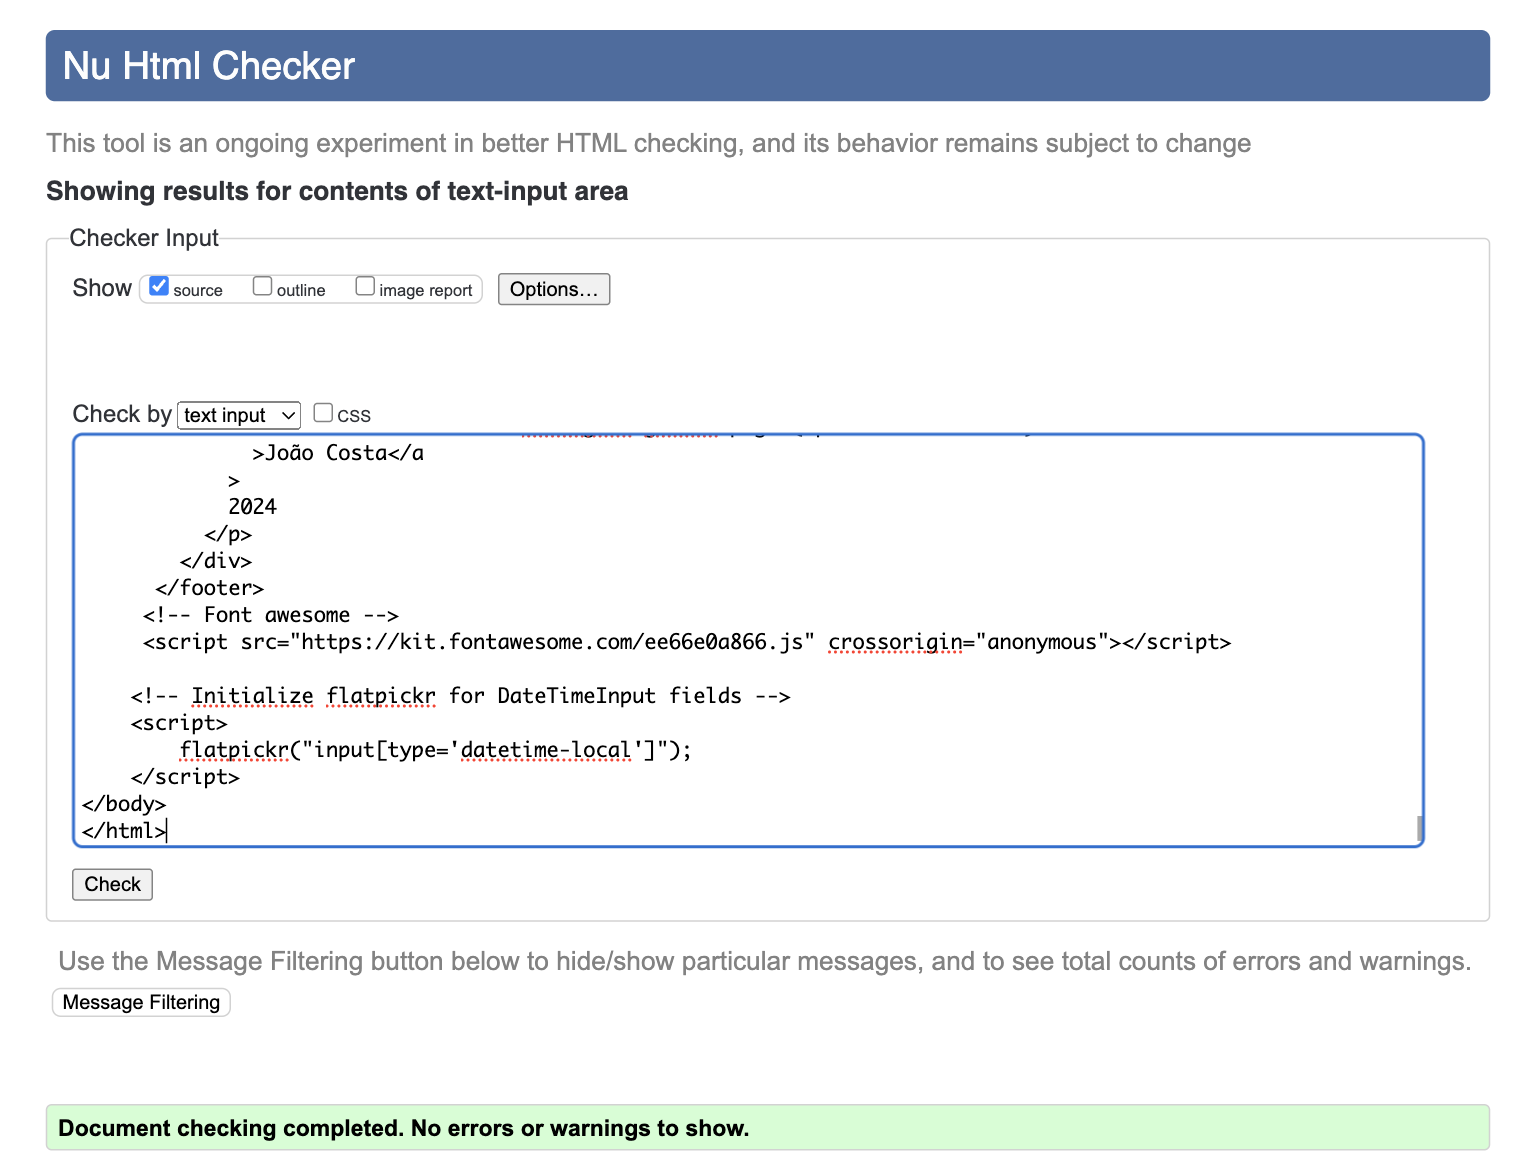 Nu Html Checker
This tool is an ongoing experiment in better HTML checking, and its behavior remains subject to change
Showing results for contents of text-input area
Checker Input
Show source outline image report Options...
Check by text input css
>João Costa</a
>
2024
</p>
</div>
</footer>
<!-- Font awesome -->
<script src="https://kit.fontawesome.com/ee66e0a866.js" crossorigin="anonymous"></script>
<!-- Initialize flatpickr for DateTimeInput fields -->
<script>
flatpickr("input[type='datetime-local']");
</script>
</body>
</html>
Check
Use the Message Filtering button below to hide/show particular messages, and to see total counts of errors and warnings.
Message Filtering
Document checking completed. No errors or warnings to show.